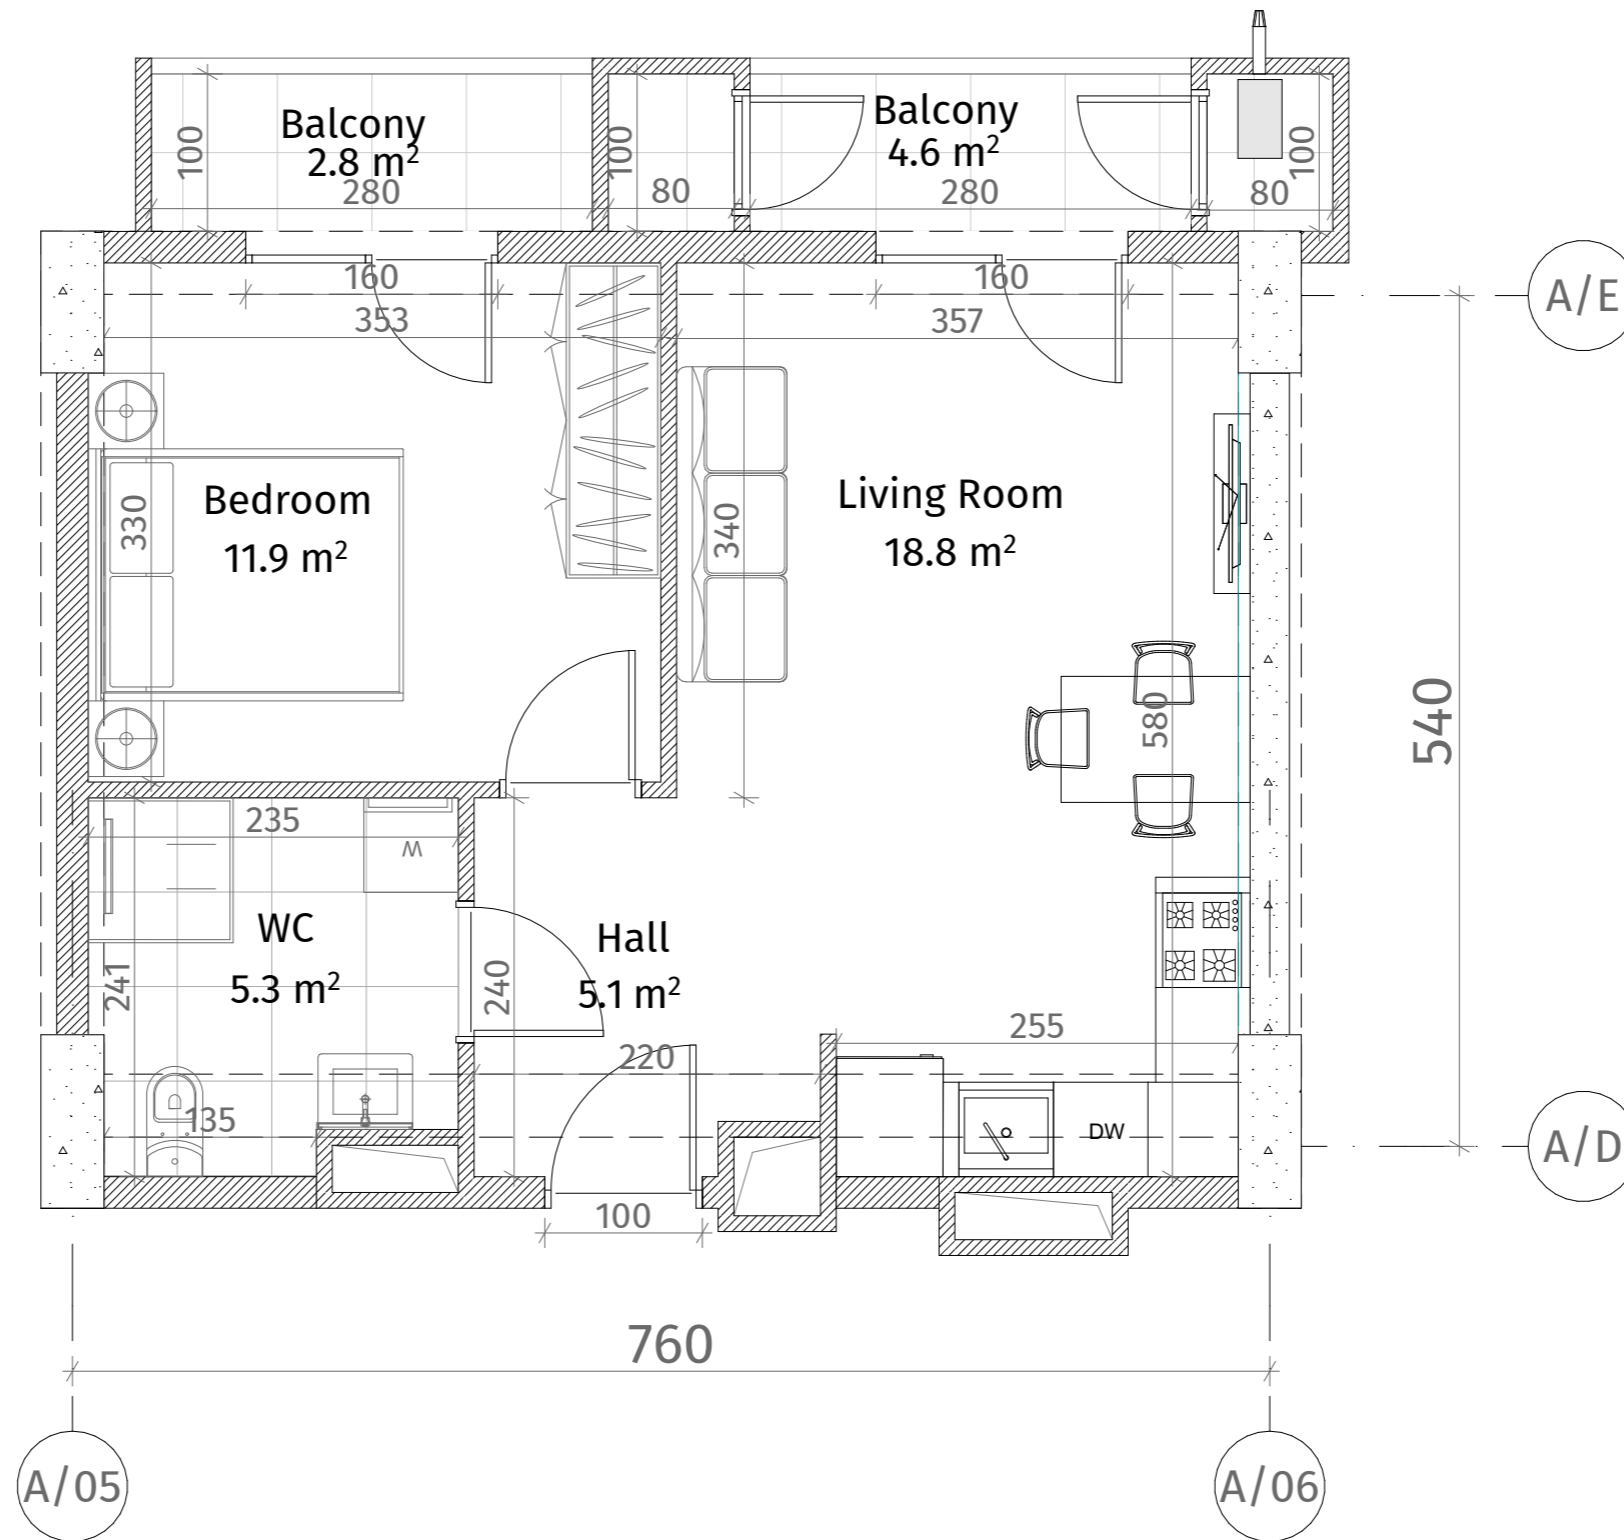 Balcony
2.8 m²
100
280
100
80
Balcony
4.6 m²
280
100
80
160
353
160
357
A/E
Bedroom
11.9 m²
330
Living Room
18.8 m²
340
580
540
235
W
WC
5.3 m²
241
Hall
5.1 m²
240
255
220
135
DW
A/D
100
760
A/05
A/06